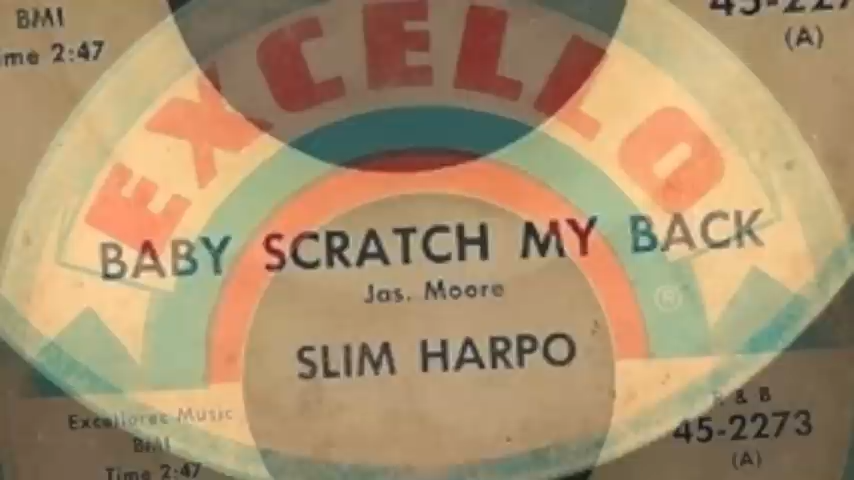 BMI
45-227
me 2:47
(A)
EXCELLO
BABY SCRATCH MY BACK
Jas. Moore
SLIM HARPO
R & B
Excellorec Music
45-2273
BMI
(A)
Time 2:47